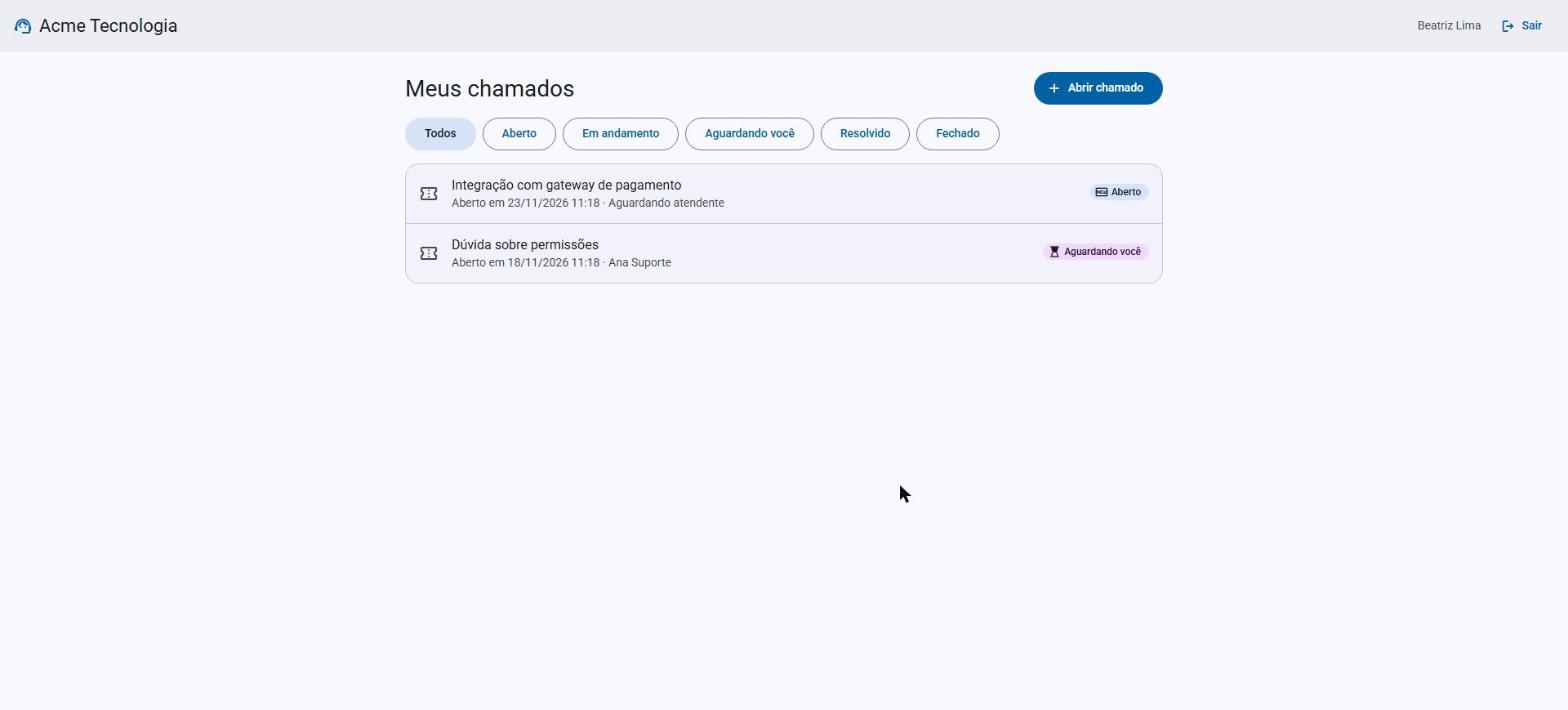 Acme Tecnologia
Beatriz Lima
Sair
Meus chamados
Abrir chamado
Todos
Aberto
Em andamento
Aguardando você
Resolvido
Fechado
Integração com gateway de pagamento
Aberto em 23/11/2026 11:18 · Aguardando atendente
Aberto
Dúvida sobre permissões
Aberto em 18/11/2026 11:18 · Ana Suporte
Aguardando você